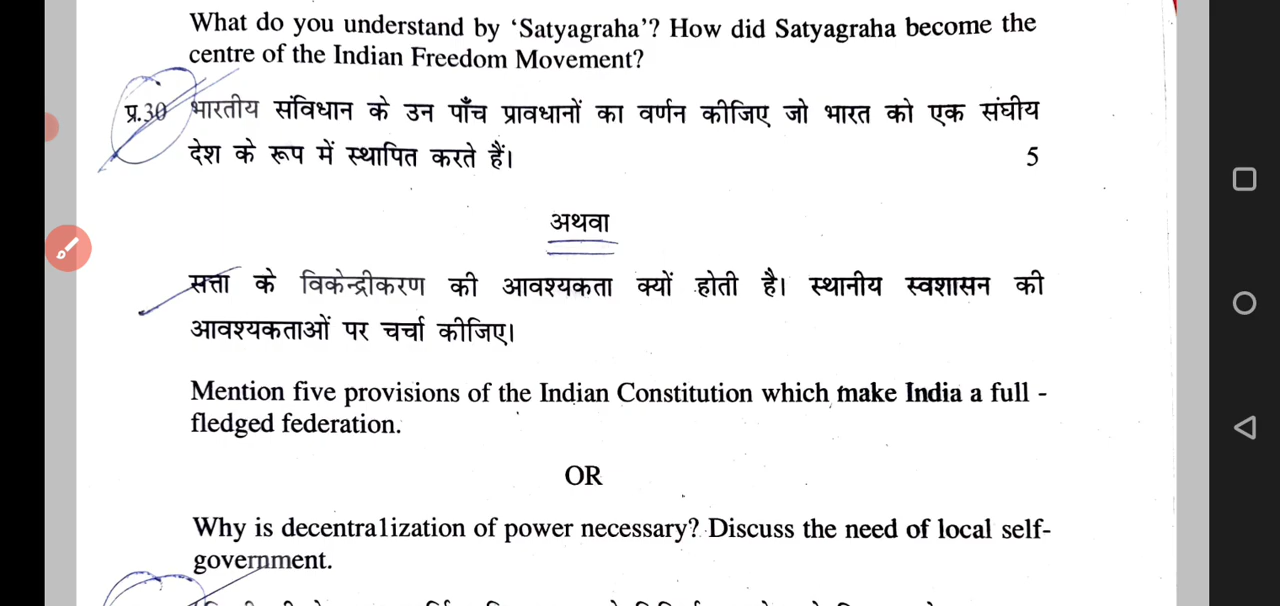 What do you understand by ‘Satyagraha’? How did Satyagraha become the
centre of the Indian Freedom Movement?
प्र.30 भारतीय संविधान के उन पाँच प्रावधानों का वर्णन कीजिए जो भारत को एक संघीय
देश के रूप में स्थापित करते हैं। 5
अथवा
सत्ता के विकेन्द्रीकरण की आवश्यकता क्यों होती है। स्थानीय स्वशासन की
आवश्यकताओं पर चर्चा कीजिए।
Mention five provisions of the Indian Constitution which make India a full -
fledged federation.
OR
Why is decentralization of power necessary? Discuss the need of local self-
government.